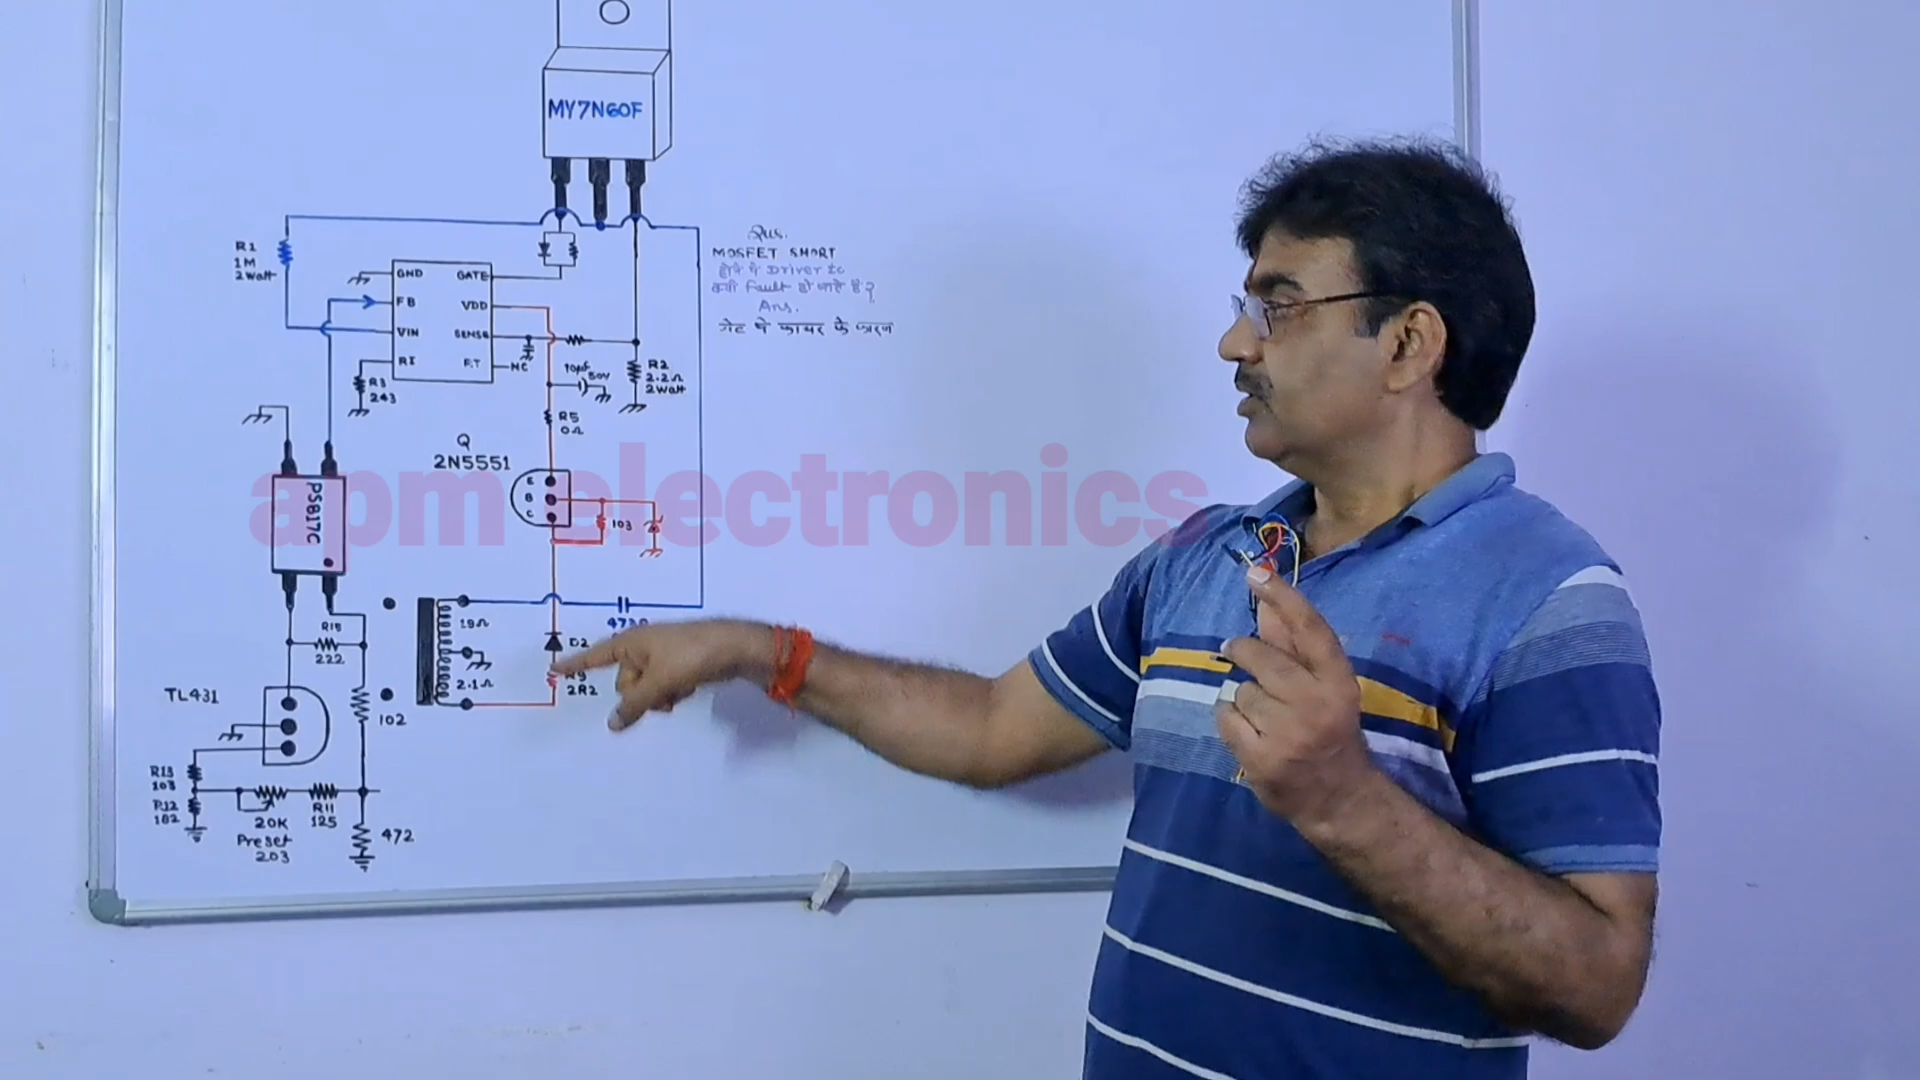 MY7N60F
R1
1M
2Watt
GND
GATE
FB
VDD
VIN
SENSE
RI
NC
R3
243
10µF
50V
R2
2.2Ω
2Watt
R5
0Ω
Qus.
MOSFET SHORT
होने पे Driver Ic
क्यों Fault हो जाते है?
Ans.
गेट पे फायर के कारण
Q
2N5551
E
B
C
103
PS817C
apm electronics
19Ω
2.1Ω
D2
R9
2R2
R15
222
TL431
102
R13
103
R12
182
20K
Preset
203
R11
125
472